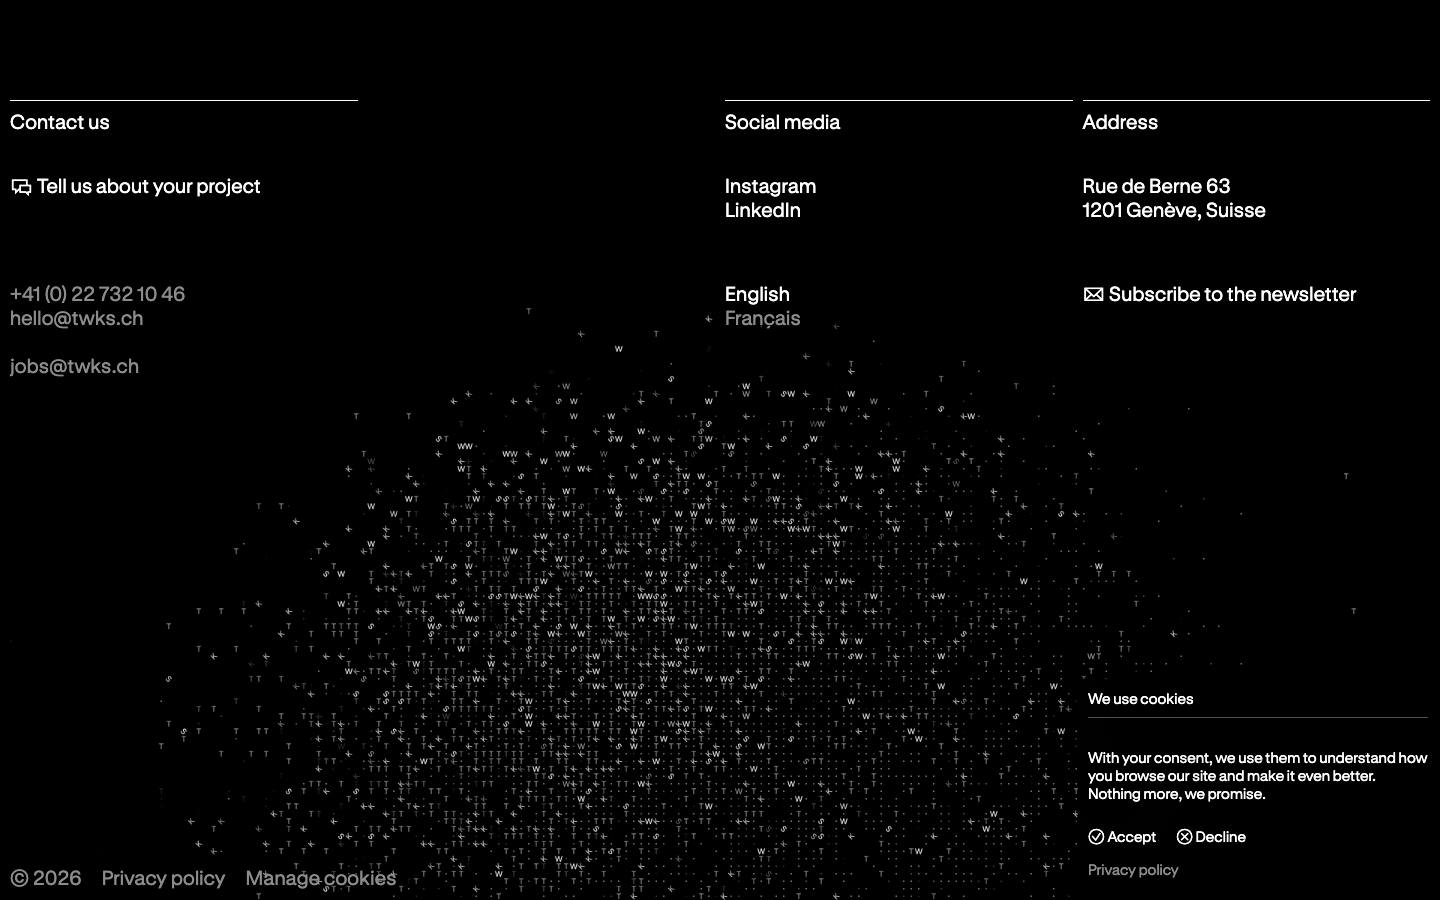 Contact us
Tell us about your project
+41 (0) 22 732 10 46
hello@twks.ch
jobs@twks.ch
Social media
Instagram
LinkedIn
English
Français
Address
Rue de Berne 63
1201 Genève, Suisse
Subscribe to the newsletter
We use cookies
With your consent, we use them to understand how
you browse our site and make it even better.
Nothing more, we promise.
Accept
Decline
Privacy policy
© 2026
Privacy policy
Manage cookies